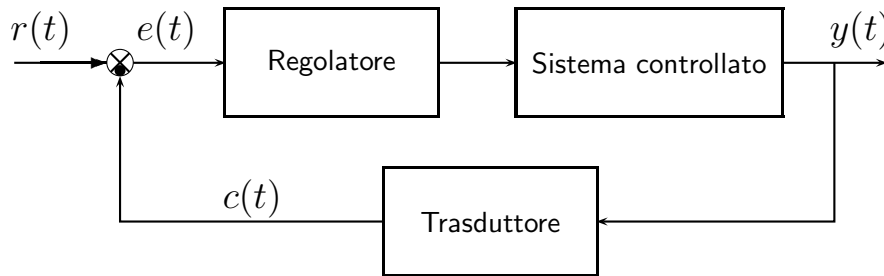 r(t)
e(t)
Regolatore
Sistema controllato
y(t)
c(t)
Trasduttore